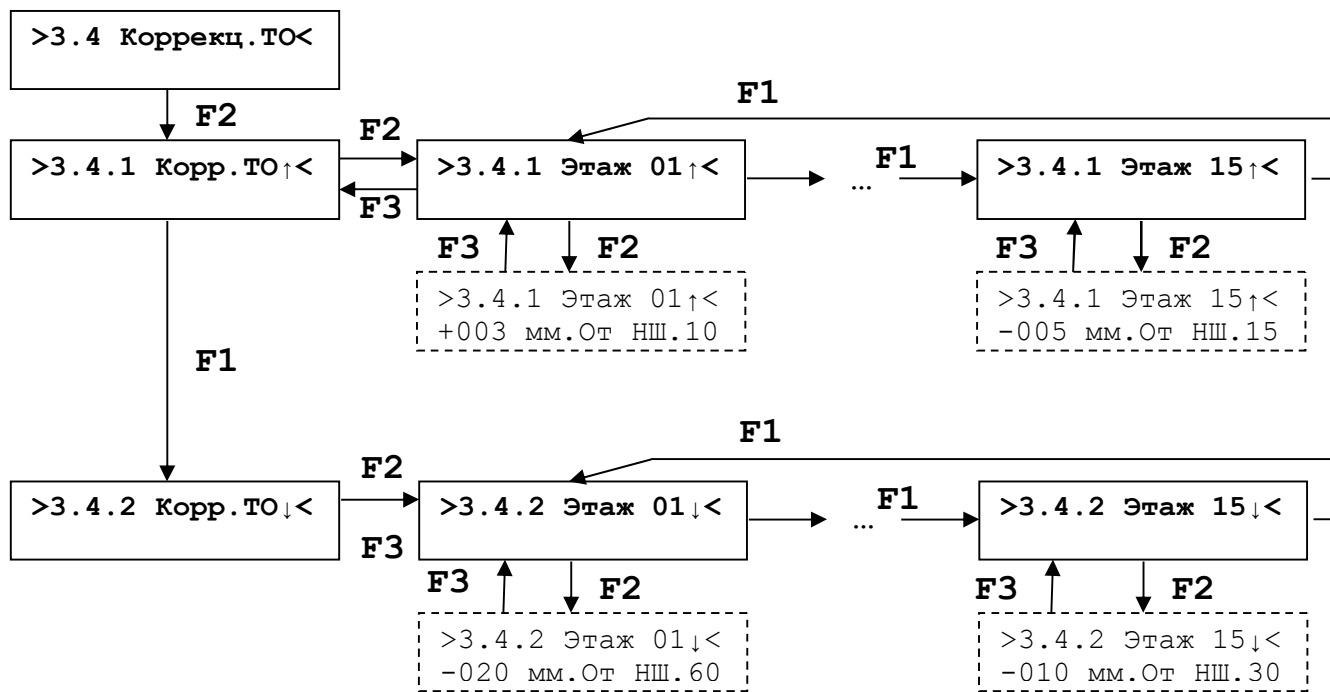 >3.4 Коррекц.ТО<
F2
F1
>3.4.1 Корр.ТО↑<
F2
F3
>3.4.1 Этаж 01↑<
...
F1
>3.4.1 Этаж 15↑<
F3
F2
F3
F2
>3.4.1 Этаж 01↑<
+003 мм.От НШ.10
>3.4.1 Этаж 15↑<
-005 мм.От НШ.15
F1
F1
>3.4.2 Корр.ТО↓<
F2
F3
>3.4.2 Этаж 01↓<
...
F1
>3.4.2 Этаж 15↓<
F3
F2
F3
F2
>3.4.2 Этаж 01↓<
-020 мм.От НШ.60
>3.4.2 Этаж 15↓<
-010 мм.От НШ.30